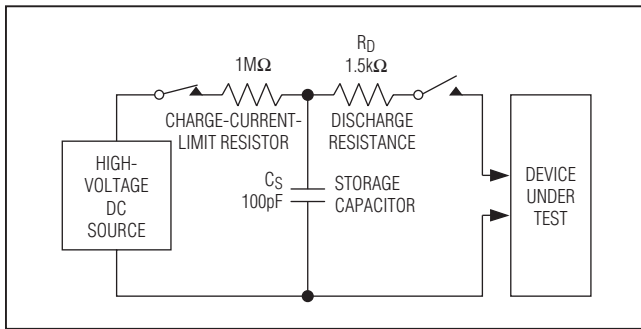 1MΩ
CHARGE-CURRENT-
LIMIT RESISTOR
RD
1.5kΩ
DISCHARGE
RESISTANCE
HIGH-
VOLTAGE
DC
SOURCE
CS
100pF
STORAGE
CAPACITOR
DEVICE
UNDER
TEST